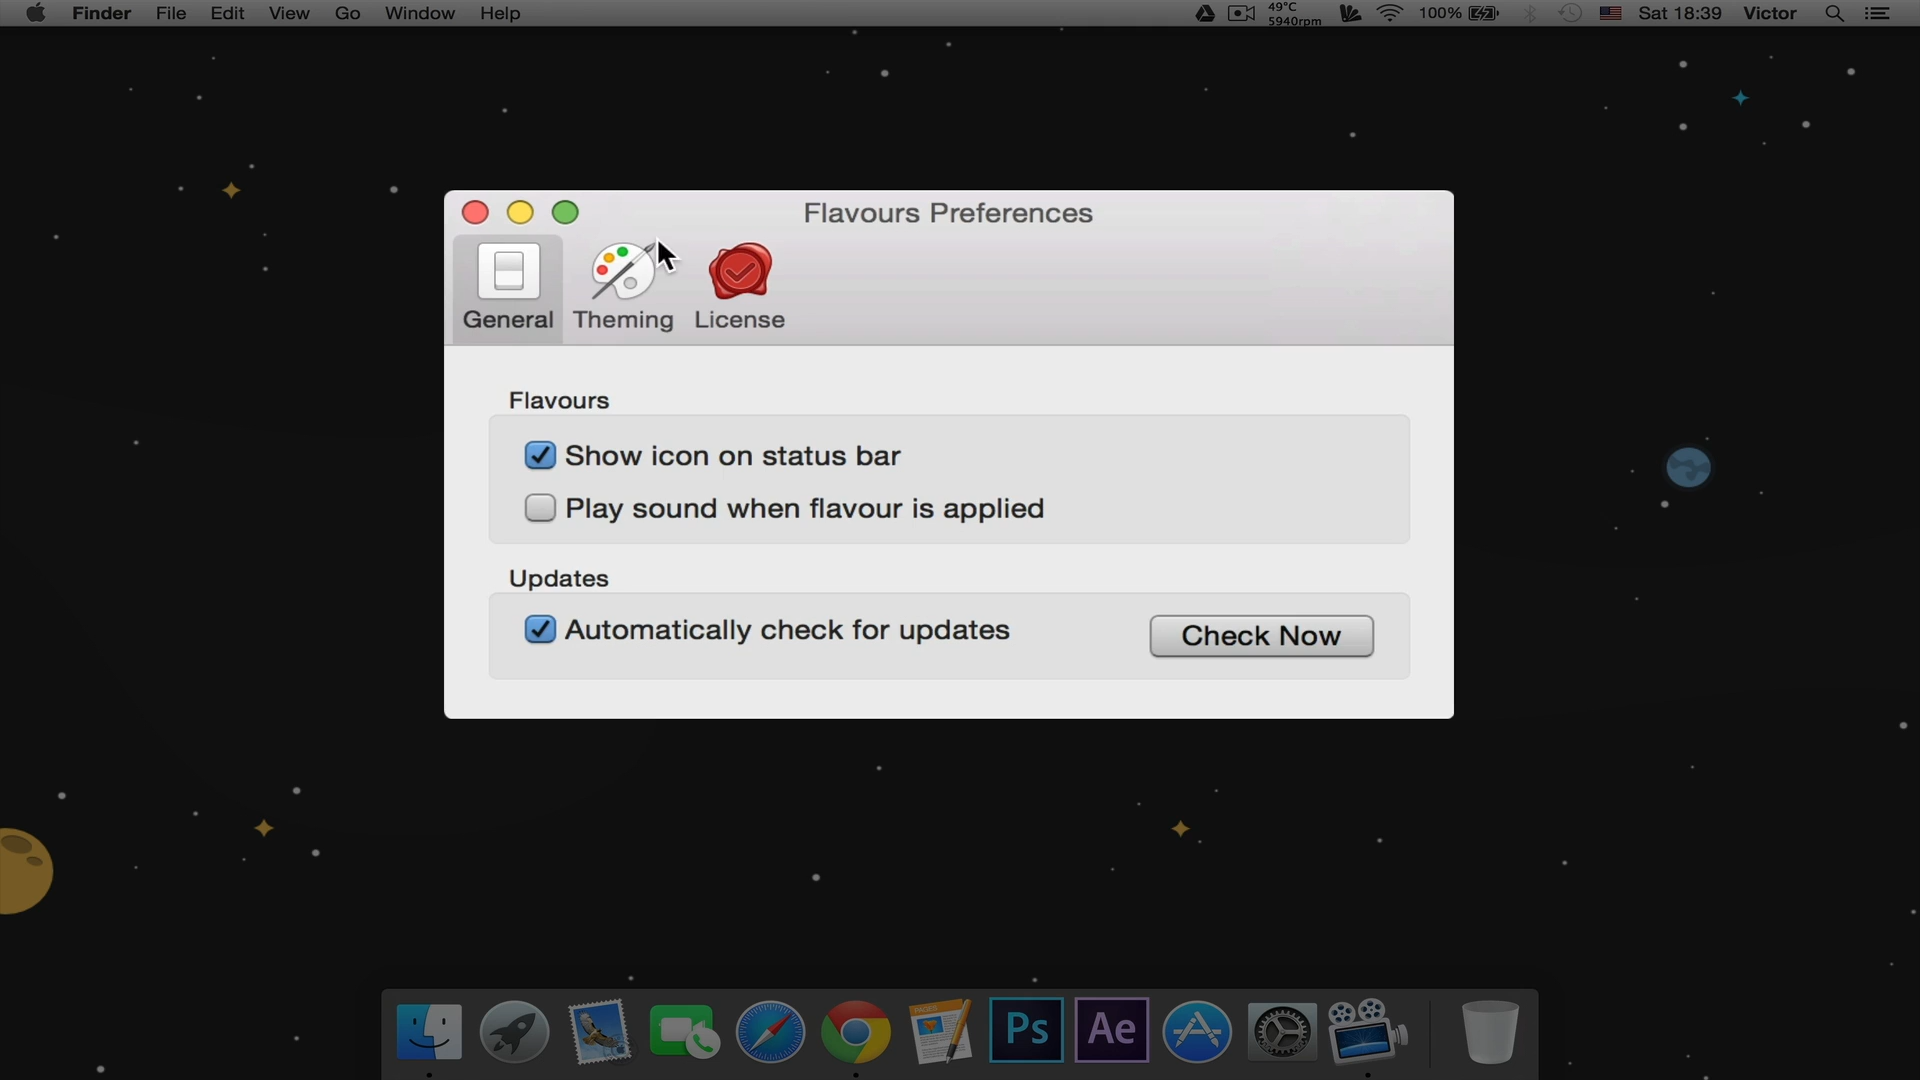 Finder File Edit View Go Window Help 49°C 5940rpm 100% Sat 18:39 Victor
Flavours Preferences
General Theming License
Flavours
Show icon on status bar
Play sound when flavour is applied
Updates
Automatically check for updates Check Now
PAGES Ps Ae